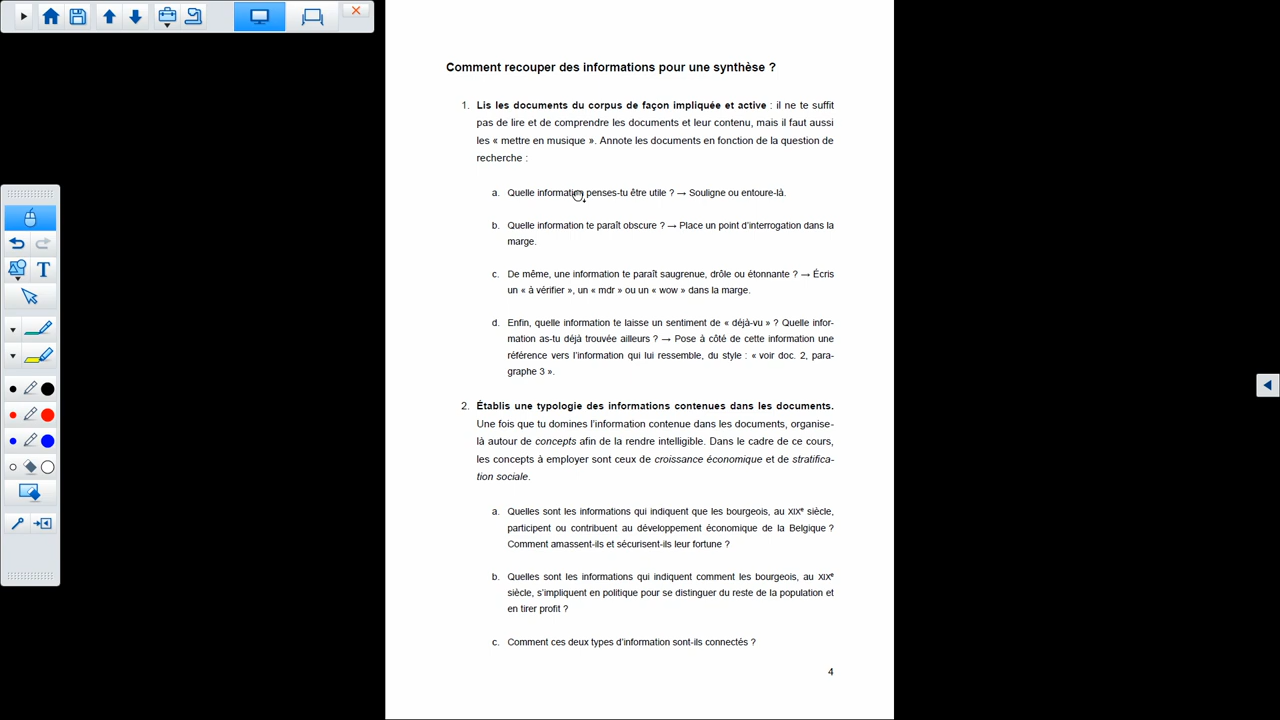 Comment recouper des informations pour une synthèse ?
1. Lis les documents du corpus de façon impliquée et active : il ne te suffit
pas de lire et de comprendre les documents et leur contenu, mais il faut aussi
les « mettre en musique ». Annote les documents en fonction de la question de
recherche :
a. Quelle information penses-tu être utile ? → Souligne ou entoure-là.
b. Quelle information te paraît obscure ? → Place un point d'interrogation dans la
marge.
c. De même, une information te paraît saugrenue, drôle ou étonnante ? → Écris
un « à vérifier », un « mdr » ou un « wow » dans la marge.
d. Enfin, quelle information te laisse un sentiment de « déjà-vu » ? Quelle infor-
mation as-tu déjà trouvée ailleurs ? → Pose à côté de cette information une
référence vers l'information qui lui ressemble, du style : « voir doc. 2, para-
graphe 3 ».
2. Établis une typologie des informations contenues dans les documents.
Une fois que tu domines l'information contenue dans les documents, organise-
là autour de concepts afin de la rendre intelligible. Dans le cadre de ce cours,
les concepts à employer sont ceux de croissance économique et de stratifica-
tion sociale.
a. Quelles sont les informations qui indiquent que les bourgeois, au XIXe siècle,
participent ou contribuent au développement économique de la Belgique ?
Comment amassent-ils et sécurisent-ils leur fortune ?
b. Quelles sont les informations qui indiquent comment les bourgeois, au XIXe
siècle, s'impliquent en politique pour se distinguer du reste de la population et
en tirer profit ?
c. Comment ces deux types d'information sont-ils connectés ?
4
T